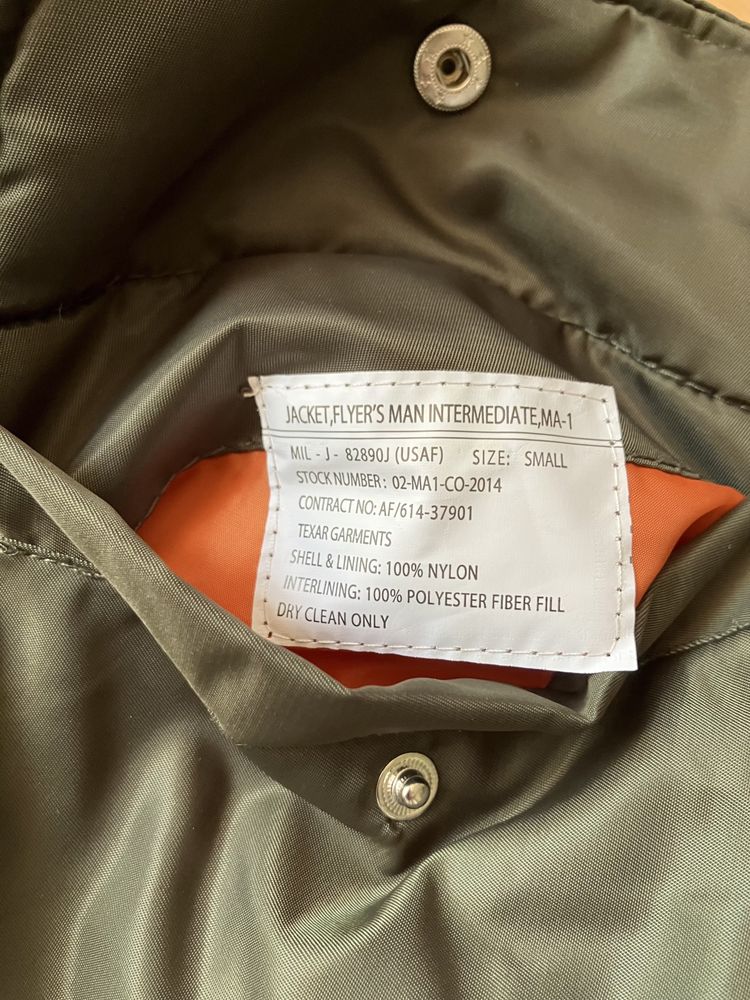 JACKET,FLYER'S MAN INTERMEDIATE,MA-1
MIL - J - 82890J (USAF) SIZE: SMALL
STOCK NUMBER : 02-MA1-CO-2014
CONTRACT NO: AF/614-37901
TEXAR GARMENTS
SHELL & LINING: 100% NYLON
INTERLINING: 100% POLYESTER FIBER FILL
DRY CLEAN ONLY